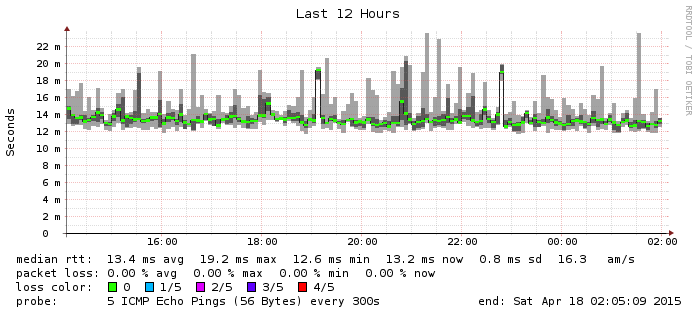 Last 12 Hours
RRDTOOL / TOBI OETIKER
Seconds
22 m
20 m
18 m
16 m
14 m
12 m
10 m
8 m
6 m
4 m
2 m
0
16:00 18:00 20:00 22:00 00:00 02:00
median rtt: 13.4 ms avg 19.2 ms max 12.6 ms min 13.2 ms now 0.8 ms sd 16.3 am/s
packet loss: 0.00 % avg 0.00 % max 0.00 % min 0.00 % now
loss color: 0 1/5 2/5 3/5 4/5
probe: 5 ICMP Echo Pings (56 Bytes) every 300s end: Sat Apr 18 02:05:09 2015